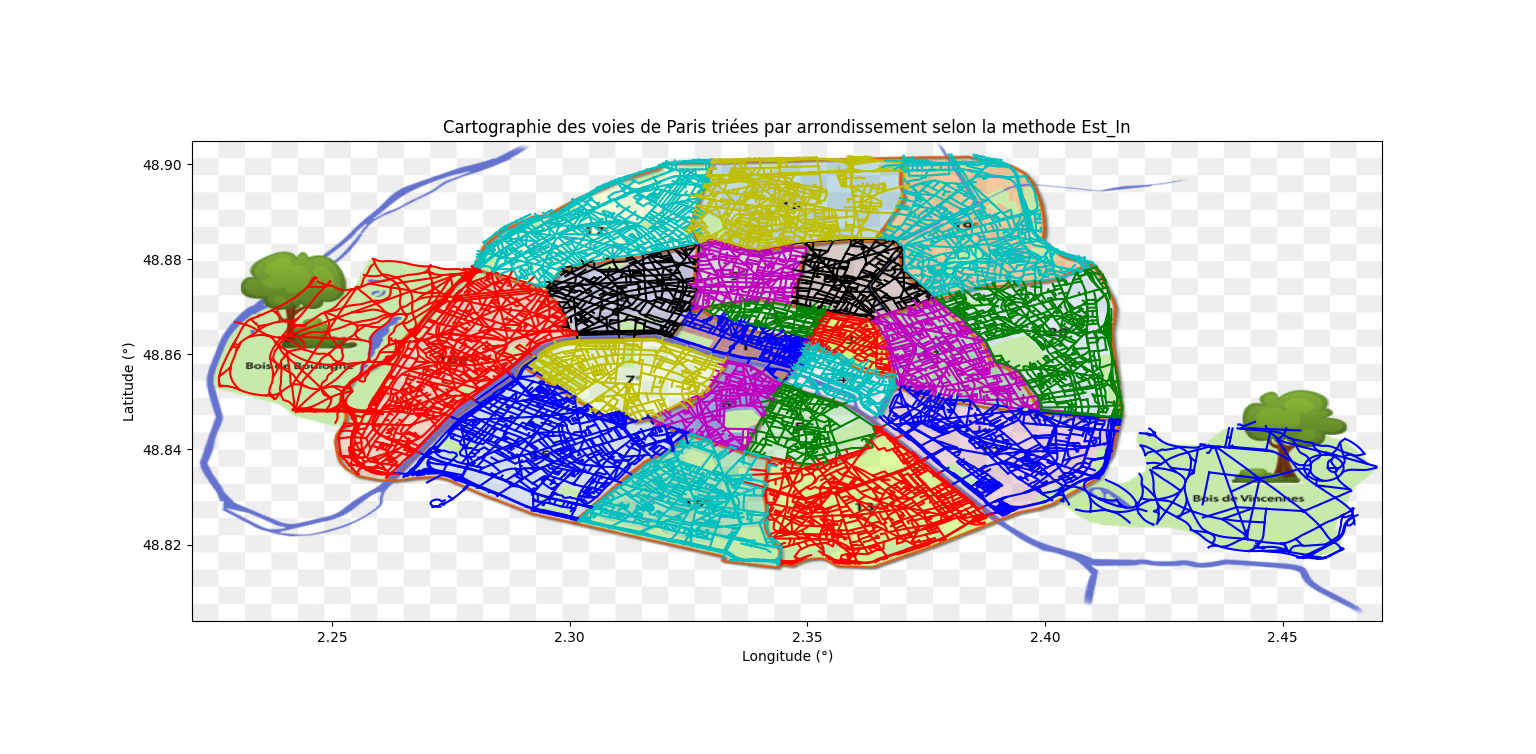 Cartographie des voies de Paris triées par arrondissement selon la methode Est_In
48.90
48.88
48.86
48.84
48.82
Latitude (°)
Bois de Boulogne
7
13
Bois de Vincennes
2.25
2.30
2.35
2.40
2.45
Longitude (°)